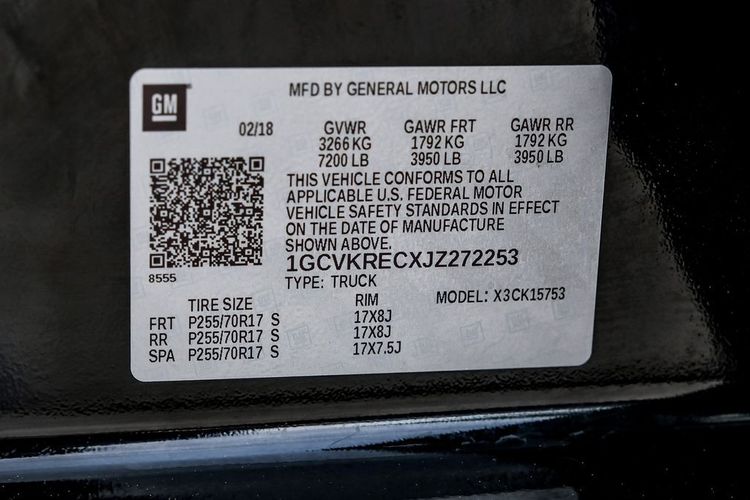 GM
MFD BY GENERAL MOTORS LLC
02/18 GVWR GAWR FRT GAWR RR
3266 KG 1792 KG 1792 KG
7200 LB 3950 LB 3950 LB
THIS VEHICLE CONFORMS TO ALL
APPLICABLE U.S. FEDERAL MOTOR
VEHICLE SAFETY STANDARDS IN EFFECT
ON THE DATE OF MANUFACTURE
SHOWN ABOVE.
1GCVKRECXJZ272253
8555
TYPE: TRUCK
TIRE SIZE RIM MODEL: X3CK15753
FRT P255/70R17 S 17X8J
RR P255/70R17 S 17X8J
SPA P255/70R17 S 17X7.5J